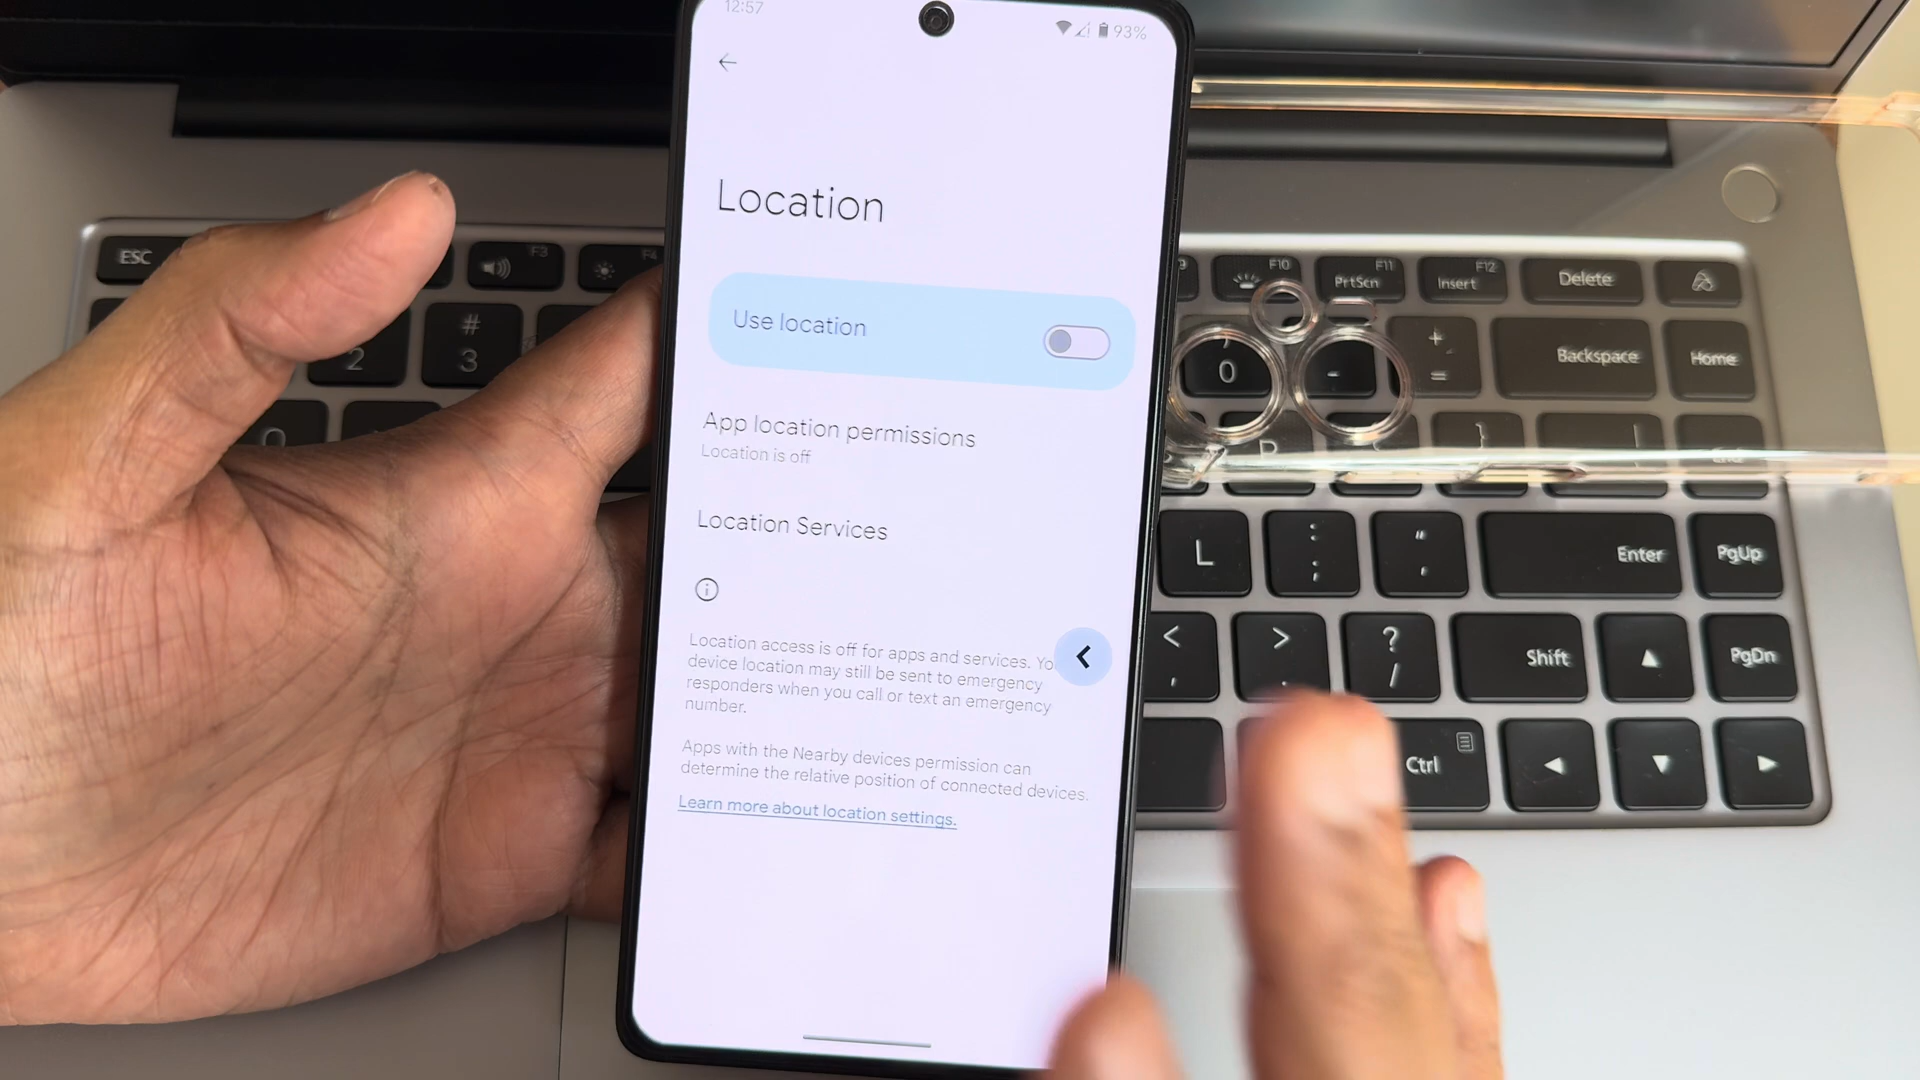 12:57
93%
Location
Use location
App location permissions
Location is off
Location Services
Location access is off for apps and services. Yo
device location may still be sent to emergency
responders when you call or text an emergency
number.
Apps with the Nearby devices permission can
determine the relative position of connected devices.
Learn more about location settings.
ESC
F3
F4
9
F10
F11
PrtScn
F12
Insert
Delete
2
#
3
)
0
-
+
=
Backspace
Home
P
}
|
End
L
:
;
"
,
Enter
PgUp
<
,
>
.
?
/
Shift
▲
PgDn
Ctrl
◀
▼
▶